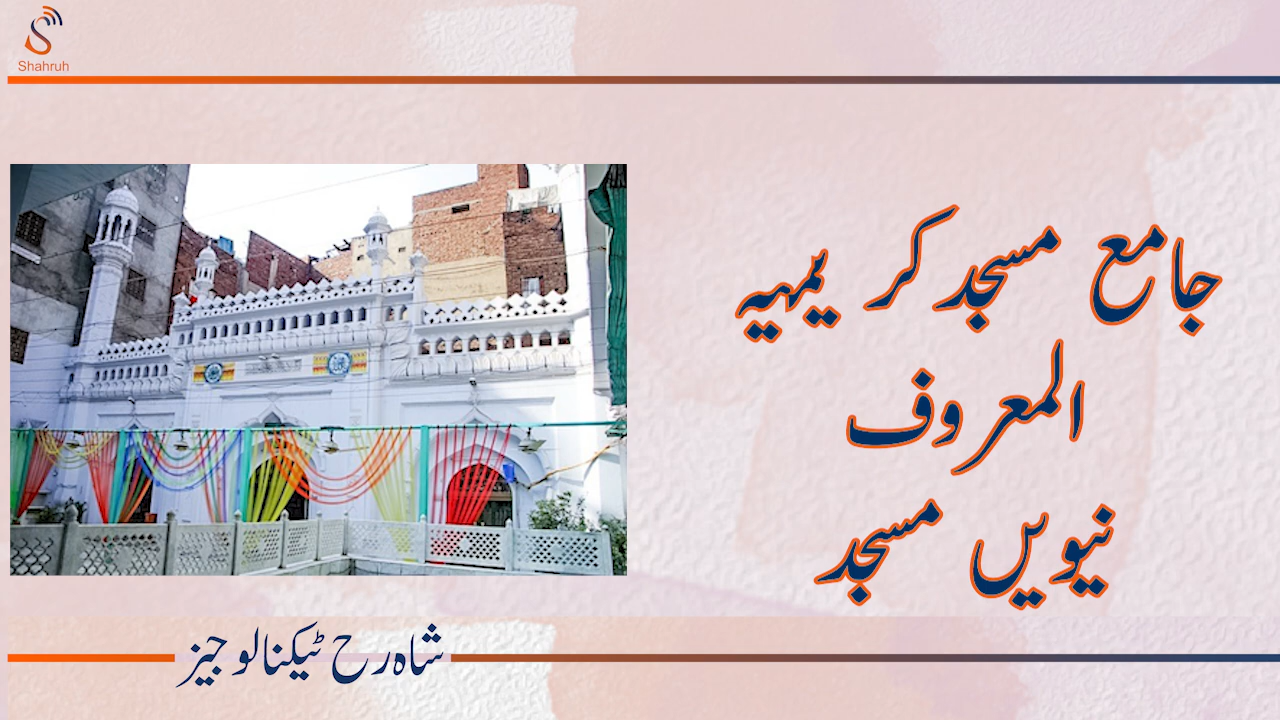 Shahruh
جامع مسجد کریمیہ
المعروف
نیویں مسجد
شاہ رح ٹیکنالوجیز